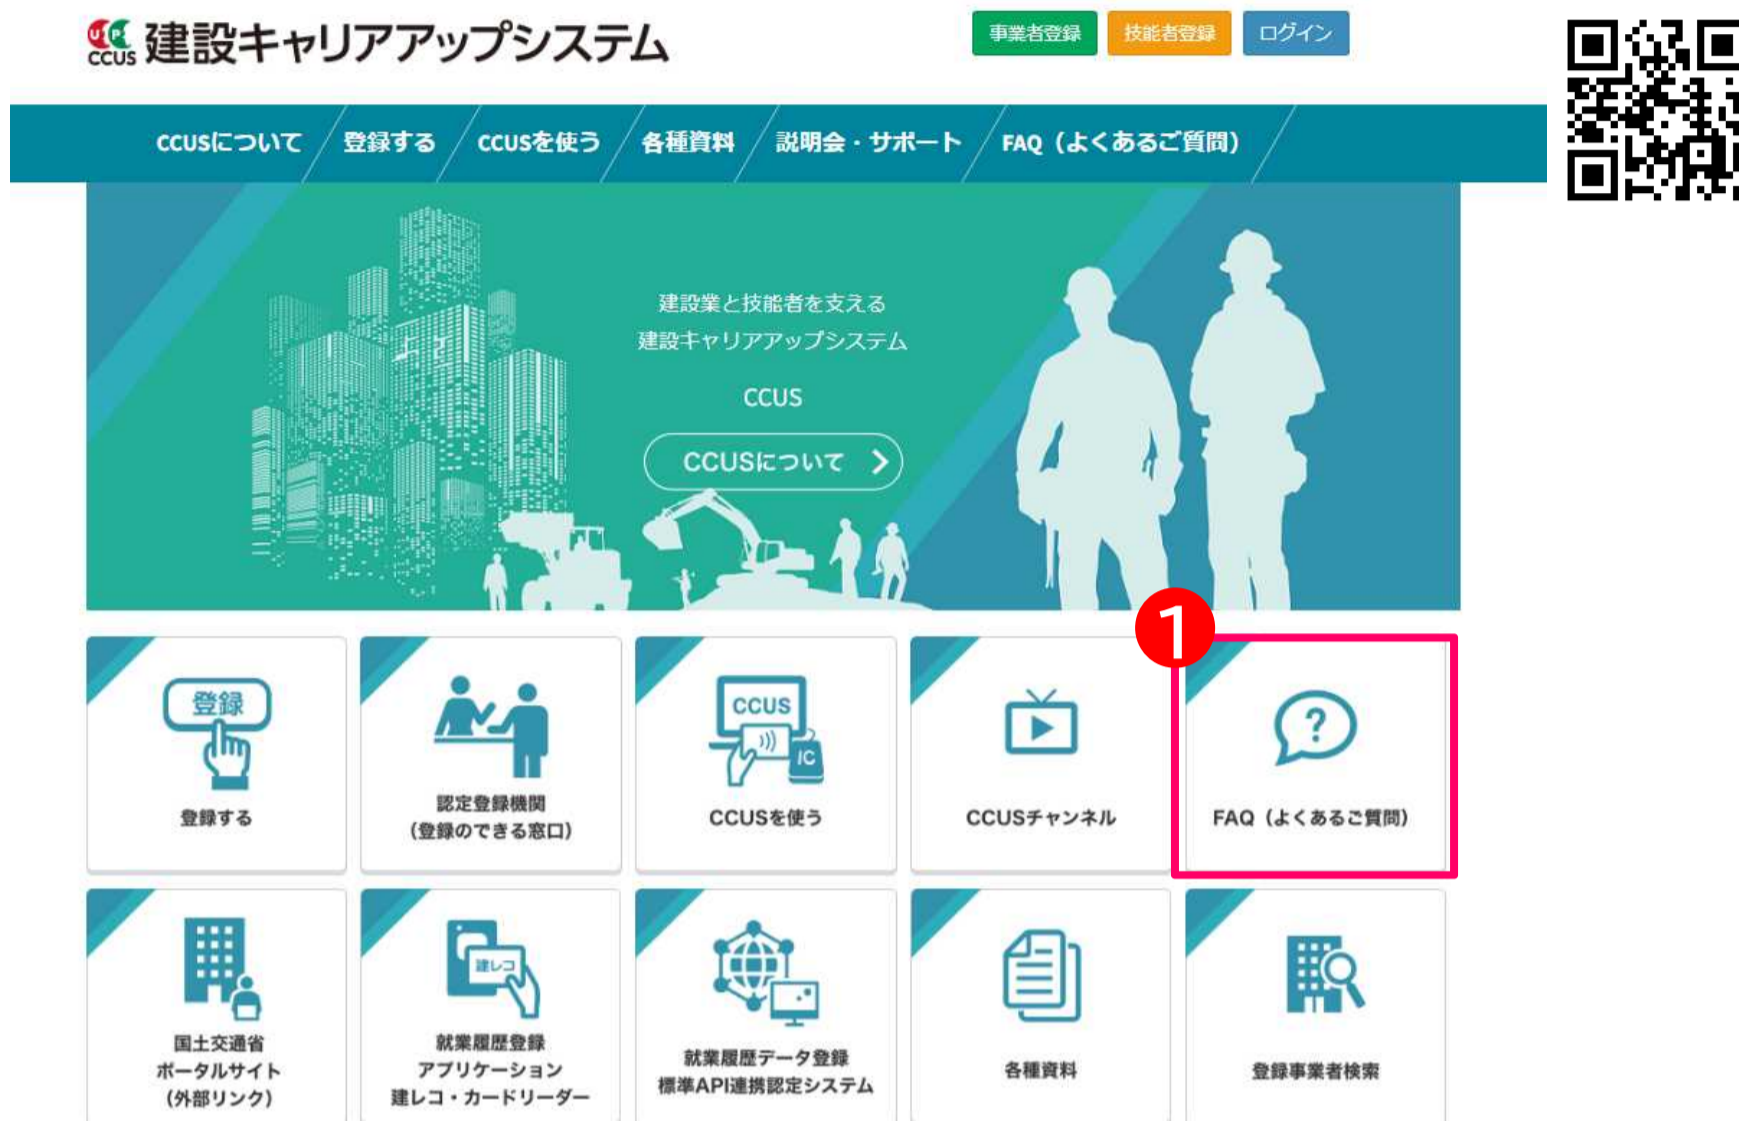 UPI
CCUS
建設キャリアアップシステム
事業者登録
技能者登録
ログイン
CCUSについて
登録する
CCUSを使う
各種資料
説明会・サポート
FAQ（よくあるご質問）
建設業と技能者を支える
建設キャリアアップシステム
CCUS
CCUSについて
1
登録
登録する
認定登録機関
（登録のできる窓口）
CCUS
IC
CCUSを使う
CCUSチャンネル
?
FAQ（よくあるご質問）
国土交通省
ポータルサイト
（外部リンク）
建レコ
就業履歴登録
アプリケーション
建レコ・カードリーダー
就業履歴データ登録
標準API連携認定システム
各種資料
登録事業者検索